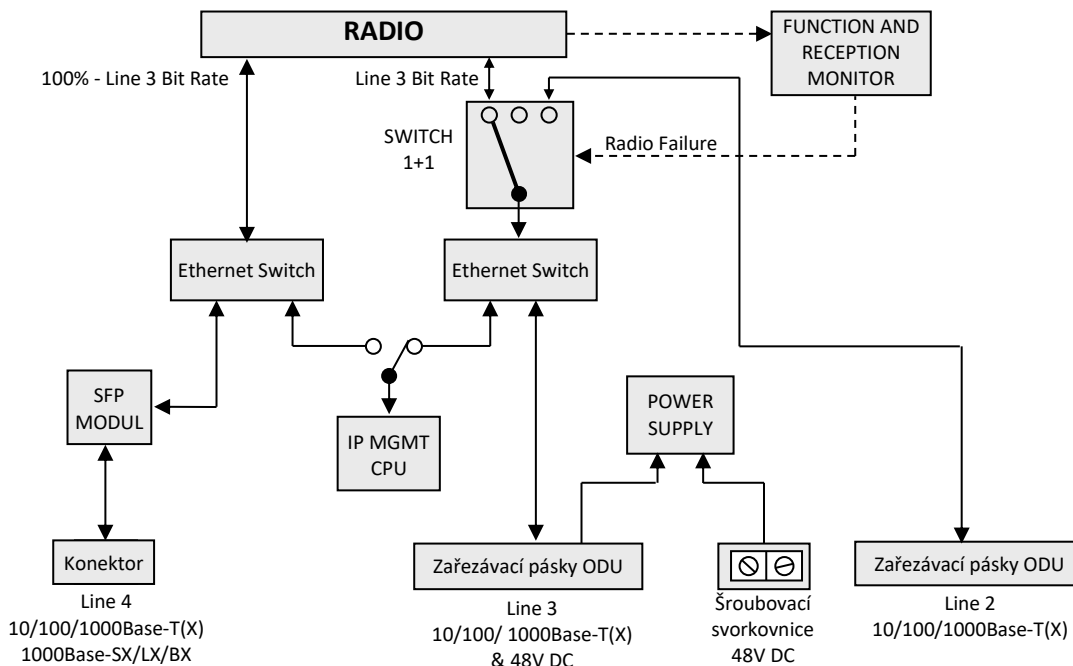 RADIO
FUNCTION AND
RECEPTION
MONITOR
100% - Line 3 Bit Rate
Line 3 Bit Rate
SWITCH
1+1
Radio Failure
Ethernet Switch
Ethernet Switch
SFP
MODUL
IP MGMT
CPU
POWER
SUPPLY
Konektor
Line 4
10/100/1000Base-T(X)
1000Base-SX/LX/BX
Zařezávací pásky ODU
Line 3
10/100/ 1000Base-T(X)
& 48V DC
Šroubovací
svorkovnice
48V DC
Zařezávací pásky ODU
Line 2
10/100/1000Base-T(X)